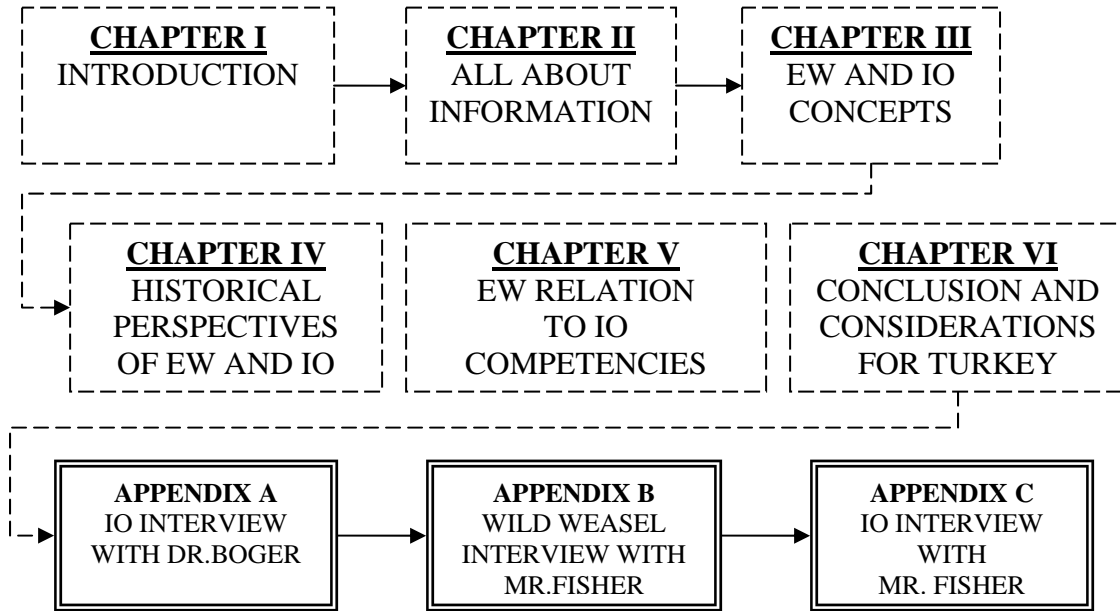 CHAPTER I
INTRODUCTION
CHAPTER II
ALL ABOUT
INFORMATION
CHAPTER III
EW AND IO
CONCEPTS
CHAPTER IV
HISTORICAL
PERSPECTIVES
OF EW AND IO
CHAPTER V
EW RELATION
TO IO
COMPETENCIES
CHAPTER VI
CONCLUSION AND
CONSIDERATIONS
FOR TURKEY
APPENDIX A
IO INTERVIEW
WITH DR.BOGER
APPENDIX B
WILD WEASEL
INTERVIEW WITH
MR.FISHER
APPENDIX C
IO INTERVIEW
WITH
MR. FISHER